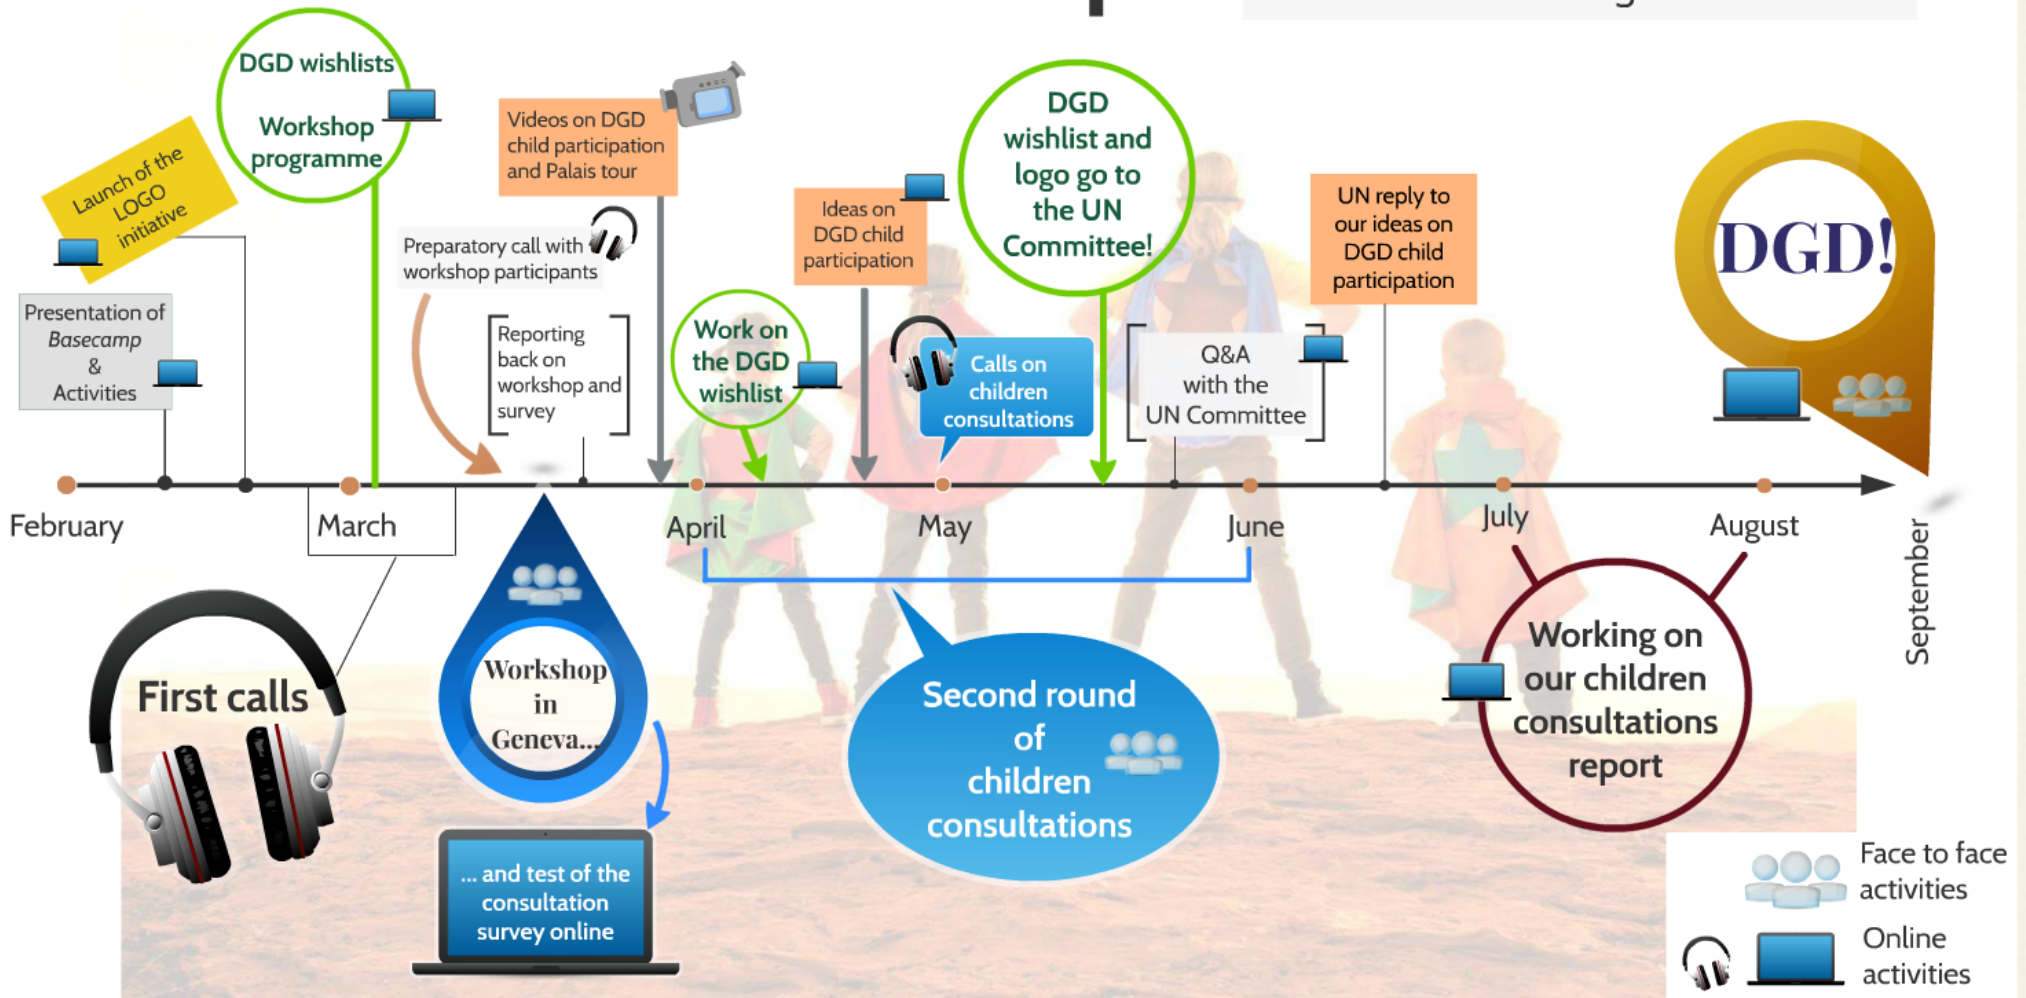 DGD wishlists
Workshop
programme
Launch of the
LOGO
initiative
Presentation of
Basecamp
&
Activities
Videos on DGD
child participation
and Palais tour
Preparatory call with
workshop participants
Reporting
back on
workshop and
survey
Work on
the DGD
wishlist
Ideas on
DGD child
participation
Calls on
children
consultations
DGD
wishlist and
logo go to
the UN
Committee!
Q&A
with the
UN Committee
UN reply to
our ideas on
DGD child
participation
DGD!
February
March
April
May
June
July
August
September
First calls
Workshop
in
Geneva...
... and test of the
consultation
survey online
Second round
of
children
consultations
Working on
our children
consultations
report
Face to face
activities
Online
activities